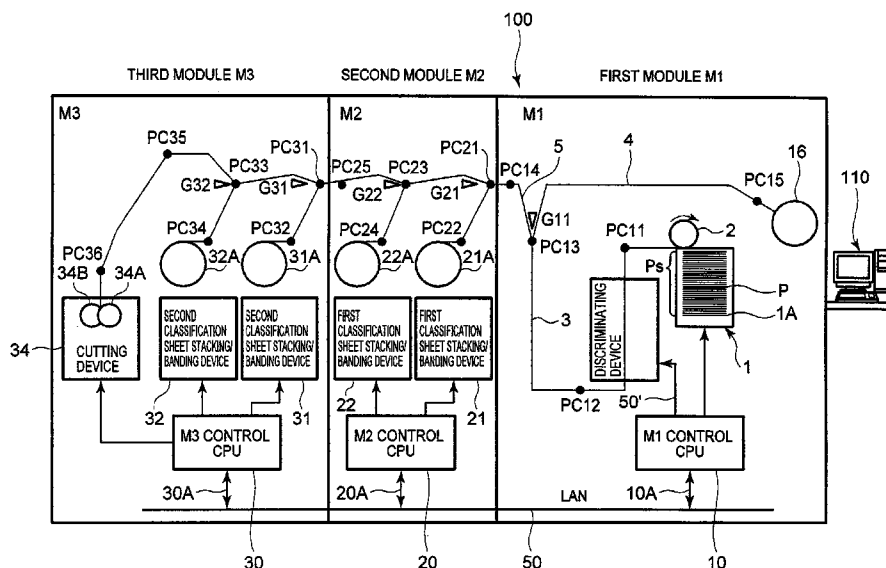 100
THIRD MODULE M3
SECOND MODULE M2
FIRST MODULE M1
M3
M2
M1
PC35
PC33
PC31
PC25
PC23
PC21
PC14
5
4
PC15
16
110
G32
G31
G22
G21
G11
PC13
PC11
2
PC34
PC32
PC24
PC22
PC36
32A
31A
22A
21A
34B
34A
Ps
P
1A
3
1
34
CUTTING
DEVICE
SECOND
CLASSIFICATION
SHEET STACKING/
BANDING DEVICE
SECOND
CLASSIFICATION
SHEET STACKING/
BANDING DEVICE
FIRST
CLASSIFICATION
SHEET STACKING/
BANDING DEVICE
FIRST
CLASSIFICATION
SHEET STACKING/
BANDING DEVICE
DISCRIMINATING
DEVICE
32
31
22
21
PC12
50'
M3 CONTROL
CPU
M2 CONTROL
CPU
M1 CONTROL
CPU
30A
20A
LAN
10A
30
20
50
10